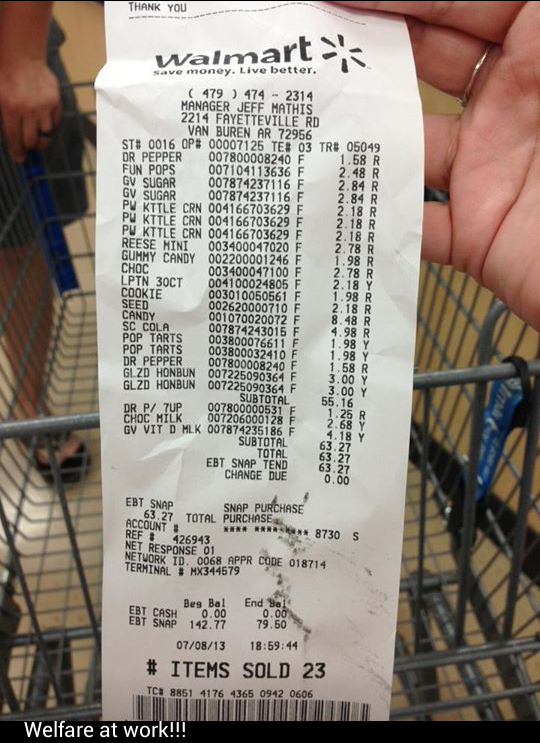 THANK YOU
Walmart
Save money. Live better.
( 479 ) 474 - 2314
MANAGER JEFF MATHIS
2214 FAYETTEVILLE RD
VAN BUREN AR 72956
ST# 0016 OP# 00007125 TE# 03 TR# 05049
DR PEPPER 007800008240 F 1.58 R
FUN POPS 007104113636 F 2.48 R
GV SUGAR 007874237116 F 2.84 R
GV SUGAR 007874237116 F 2.84 R
PW KTTLE CRN 004166703629 F 2.18 R
PW KTTLE CRN 004166703629 F 2.18 R
PW KTTLE CRN 004166703629 F 2.18 R
REESE MINI 003400047020 F 2.78 R
GUMMY CANDY 002200001246 F 1.98 R
CHOC 003400047100 F 2.78 R
LPTN 30CT 004100024805 F 2.18 Y
COOKIE 003010050561 F 1.98 R
SEED 002620000710 F 2.18 R
CANDY 001070020072 F 8.48 R
SC COLA 007874243015 F 4.98 R
POP TARTS 003800076611 F 1.98 Y
POP TARTS 003800032410 F 1.98 Y
DR PEPPER 007800008240 F 1.58 R
GLZD HONBUN 007225090364 F 3.00 Y
GLZD HONBUN 007225090364 F 3.00 Y
SUBTOTAL 55.16
DR P/ 7UP 007800000531 F 1.25 R
CHOC MILK 007206000128 F 2.68 Y
GV VIT D MLK 007874235186 F 4.18 Y
SUBTOTAL 63.27
TOTAL 63.27
EBT SNAP TEND 63.27
CHANGE DUE 0.00
EBT SNAP SNAP PURCHASE
63.27 TOTAL PURCHASE
ACCOUNT # **** **** **** 8730 S
REF # 426943
NET RESPONSE 01
NETWORK ID. 0068 APPR CODE 018714
TERMINAL # MX344579
Beg Bal End Bal
EBT CASH 0.00 0.00
EBT SNAP 142.77 79.50
07/08/13 18:59:44
# ITEMS SOLD 23
TC# 8851 4176 4365 0942 0606
Welfare at work!!!